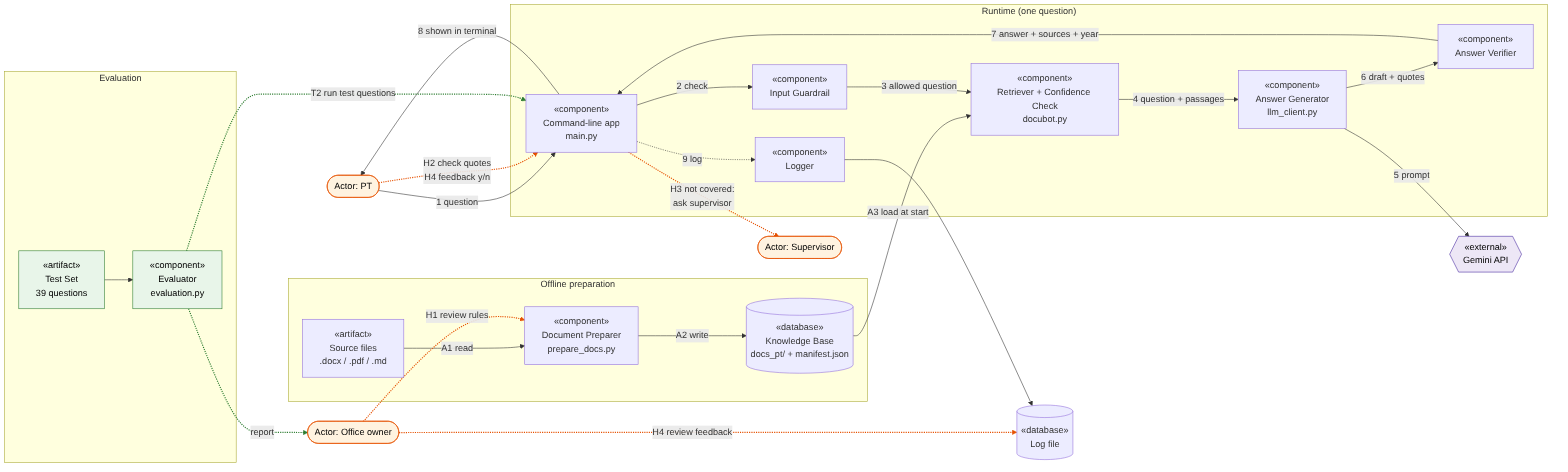 Runtime (one question)
8 shown in terminal
7 answer + sources + year
«component»
Answer Verifier
Evaluation
T2 run test questions
«component»
Command-line app
main.py
2 check
«component»
Input Guardrail
3 allowed question
«component»
Retriever + Confidence
Check
docubot.py
4 question + passages
«component»
Answer Generator
llm_client.py
6 draft + quotes
9 log
«component»
Logger
H2 check quotes
H4 feedback y/n
Actor: PT
1 question
H3 not covered:
ask supervisor
5 prompt
A3 load at start
Actor: Supervisor
«external»
Gemini API
«artifact»
Test Set
39 questions
«component»
Evaluator
evaluation.py
Offline preparation
H1 review rules
«artifact»
Source files
.docx / .pdf / .md
A1 read
«component»
Document Preparer
prepare_docs.py
A2 write
«database»
Knowledge Base
docs_pt/ + manifest.json
report
Actor: Office owner
H4 review feedback
«database»
Log file